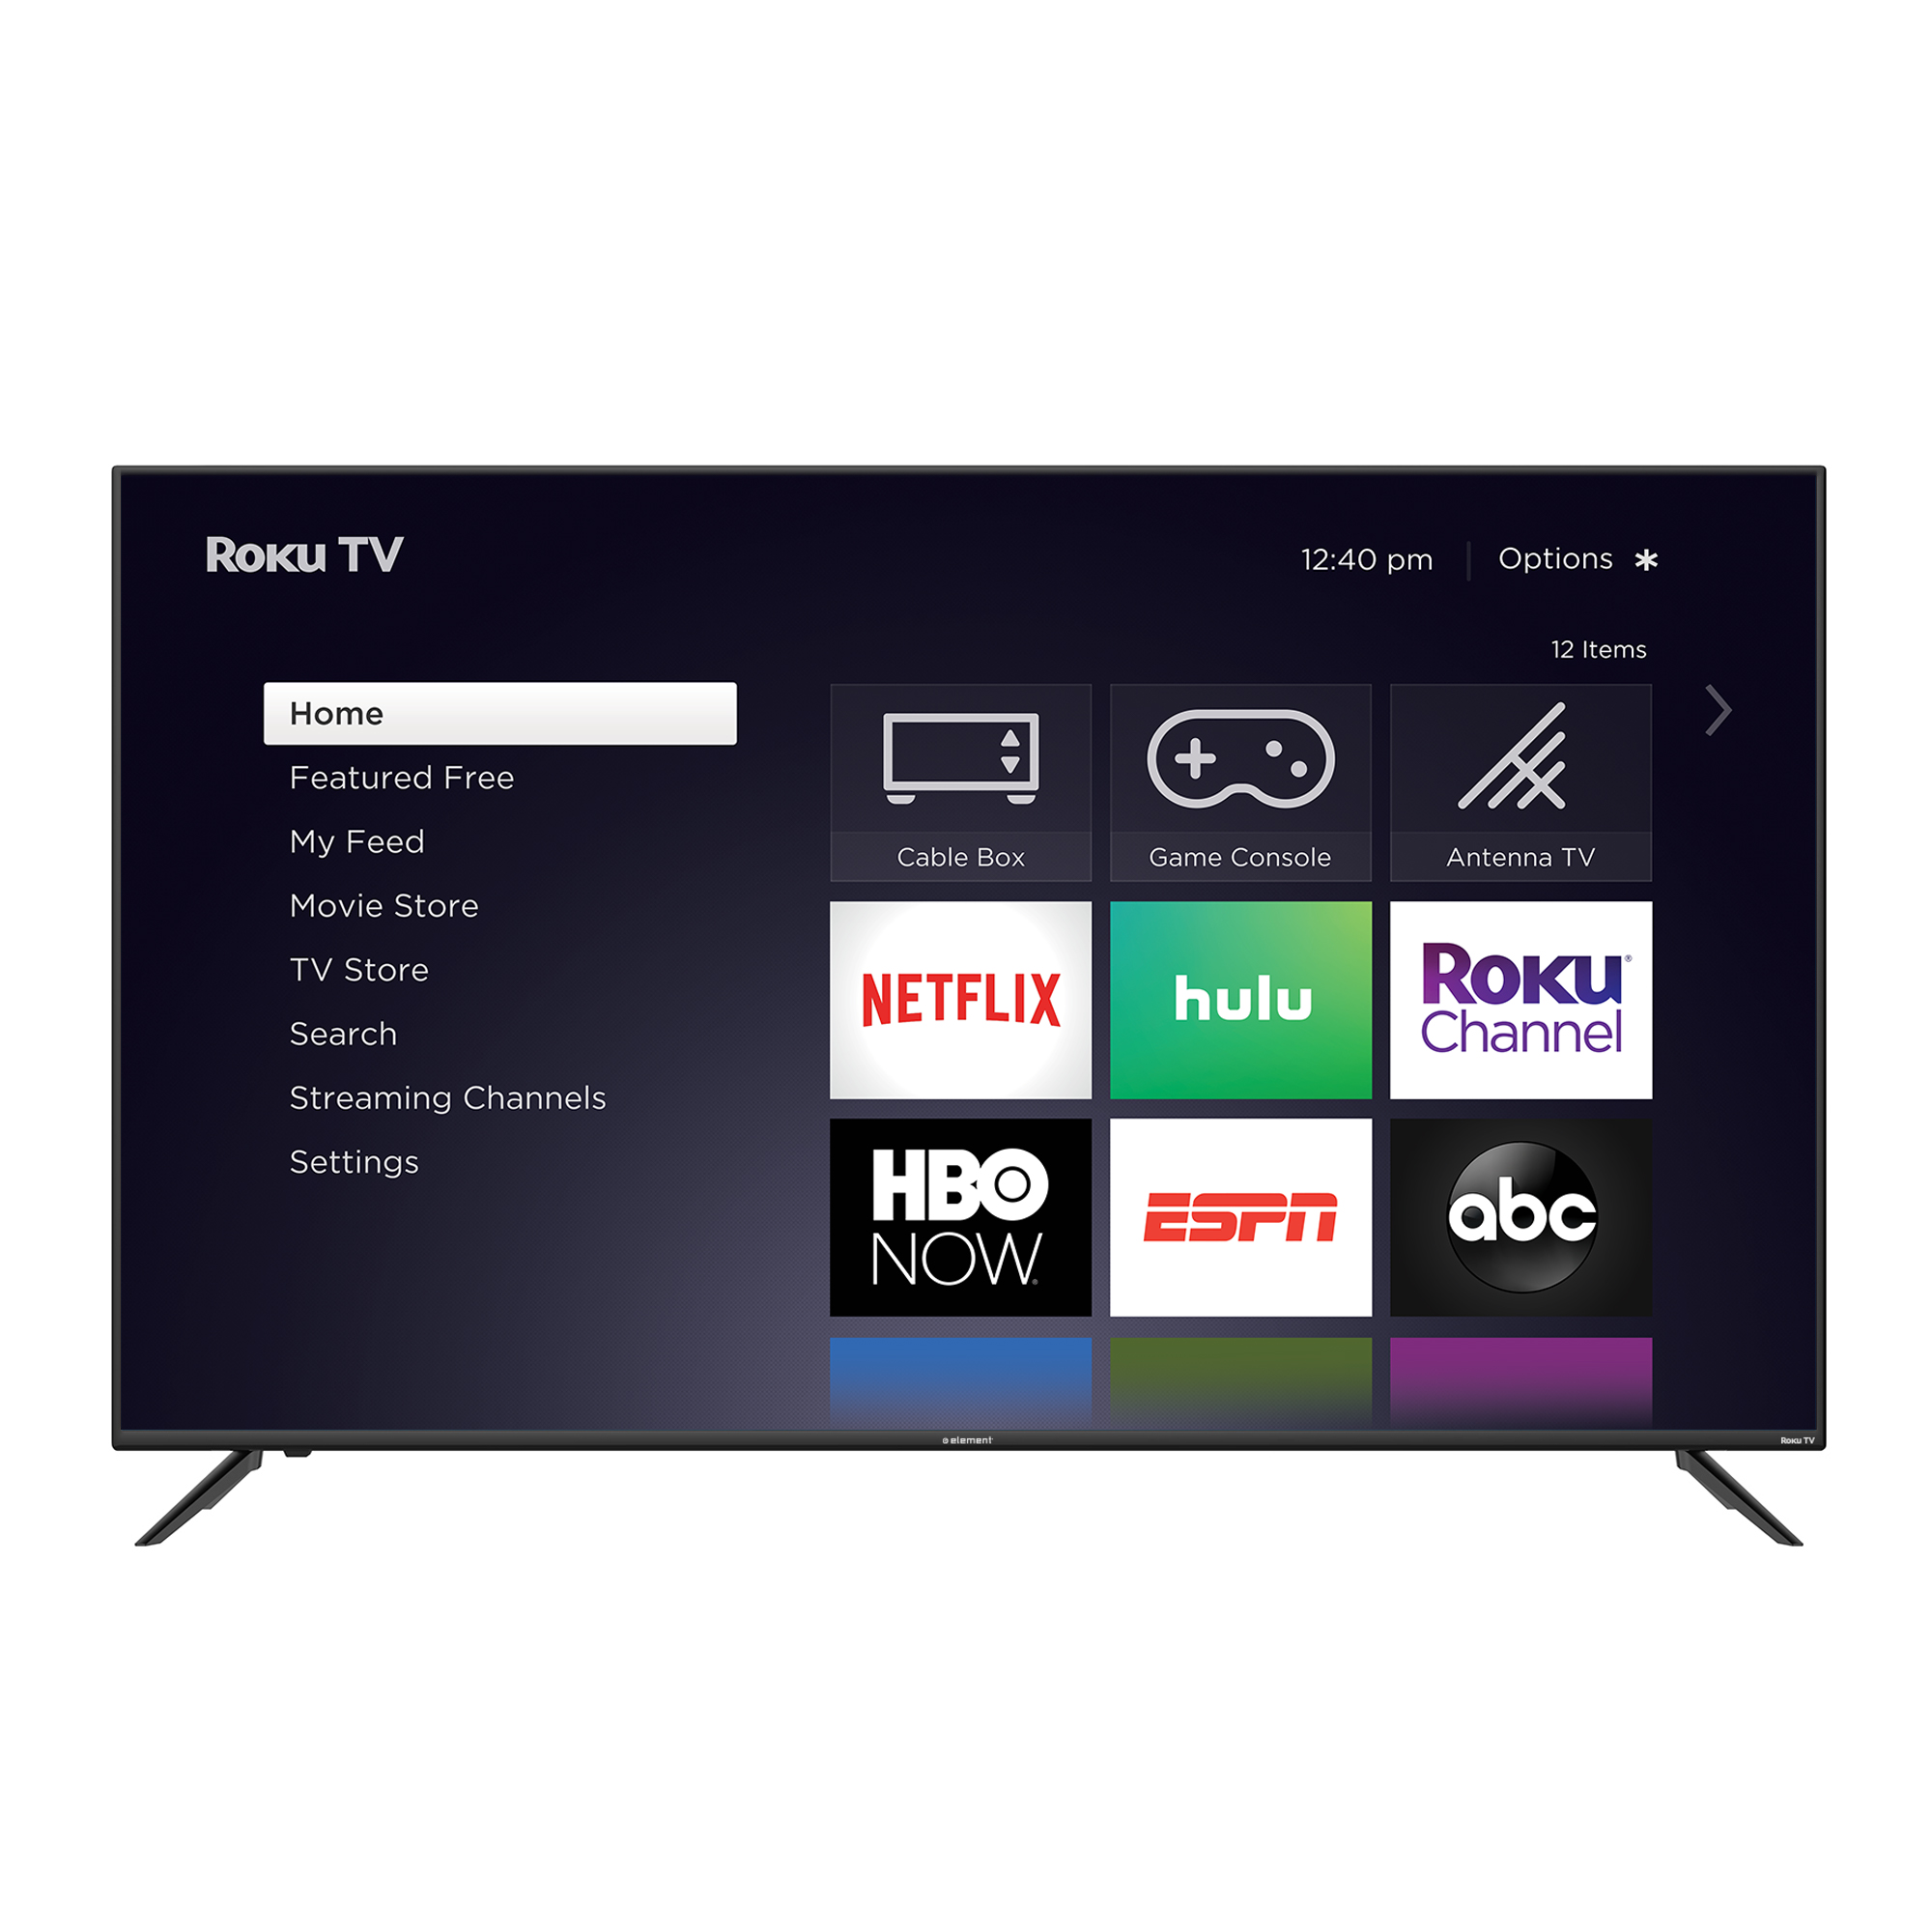 Roku TV
12:40 pm
Options *
12 Items
Home
Featured Free
My Feed
Movie Store
TV Store
Search
Streaming Channels
Settings
Cable Box
Game Console
Antenna TV
NETFLIX
hulu
Roku®
Channel
HBO
NOW.
ESPN
abc
element
Roku TV